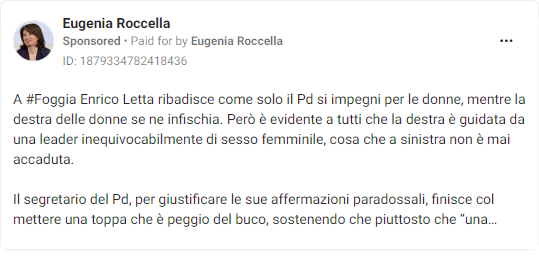 Eugenia Roccella
Sponsored • Paid for by Eugenia Roccella
ID: 1879334782418436
A #Foggia Enrico Letta ribadisce come solo il Pd si impegni per le donne, mentre la
destra delle donne se ne infischia. Però è evidente a tutti che la destra è guidata da
una leader inequivocabilmente di sesso femminile, cosa che a sinistra non è mai
accaduta.
Il segretario del Pd, per giustificare le sue affermazioni paradossali, finisce col
mettere una toppa che è peggio del buco, sostenendo che piuttosto che “una...